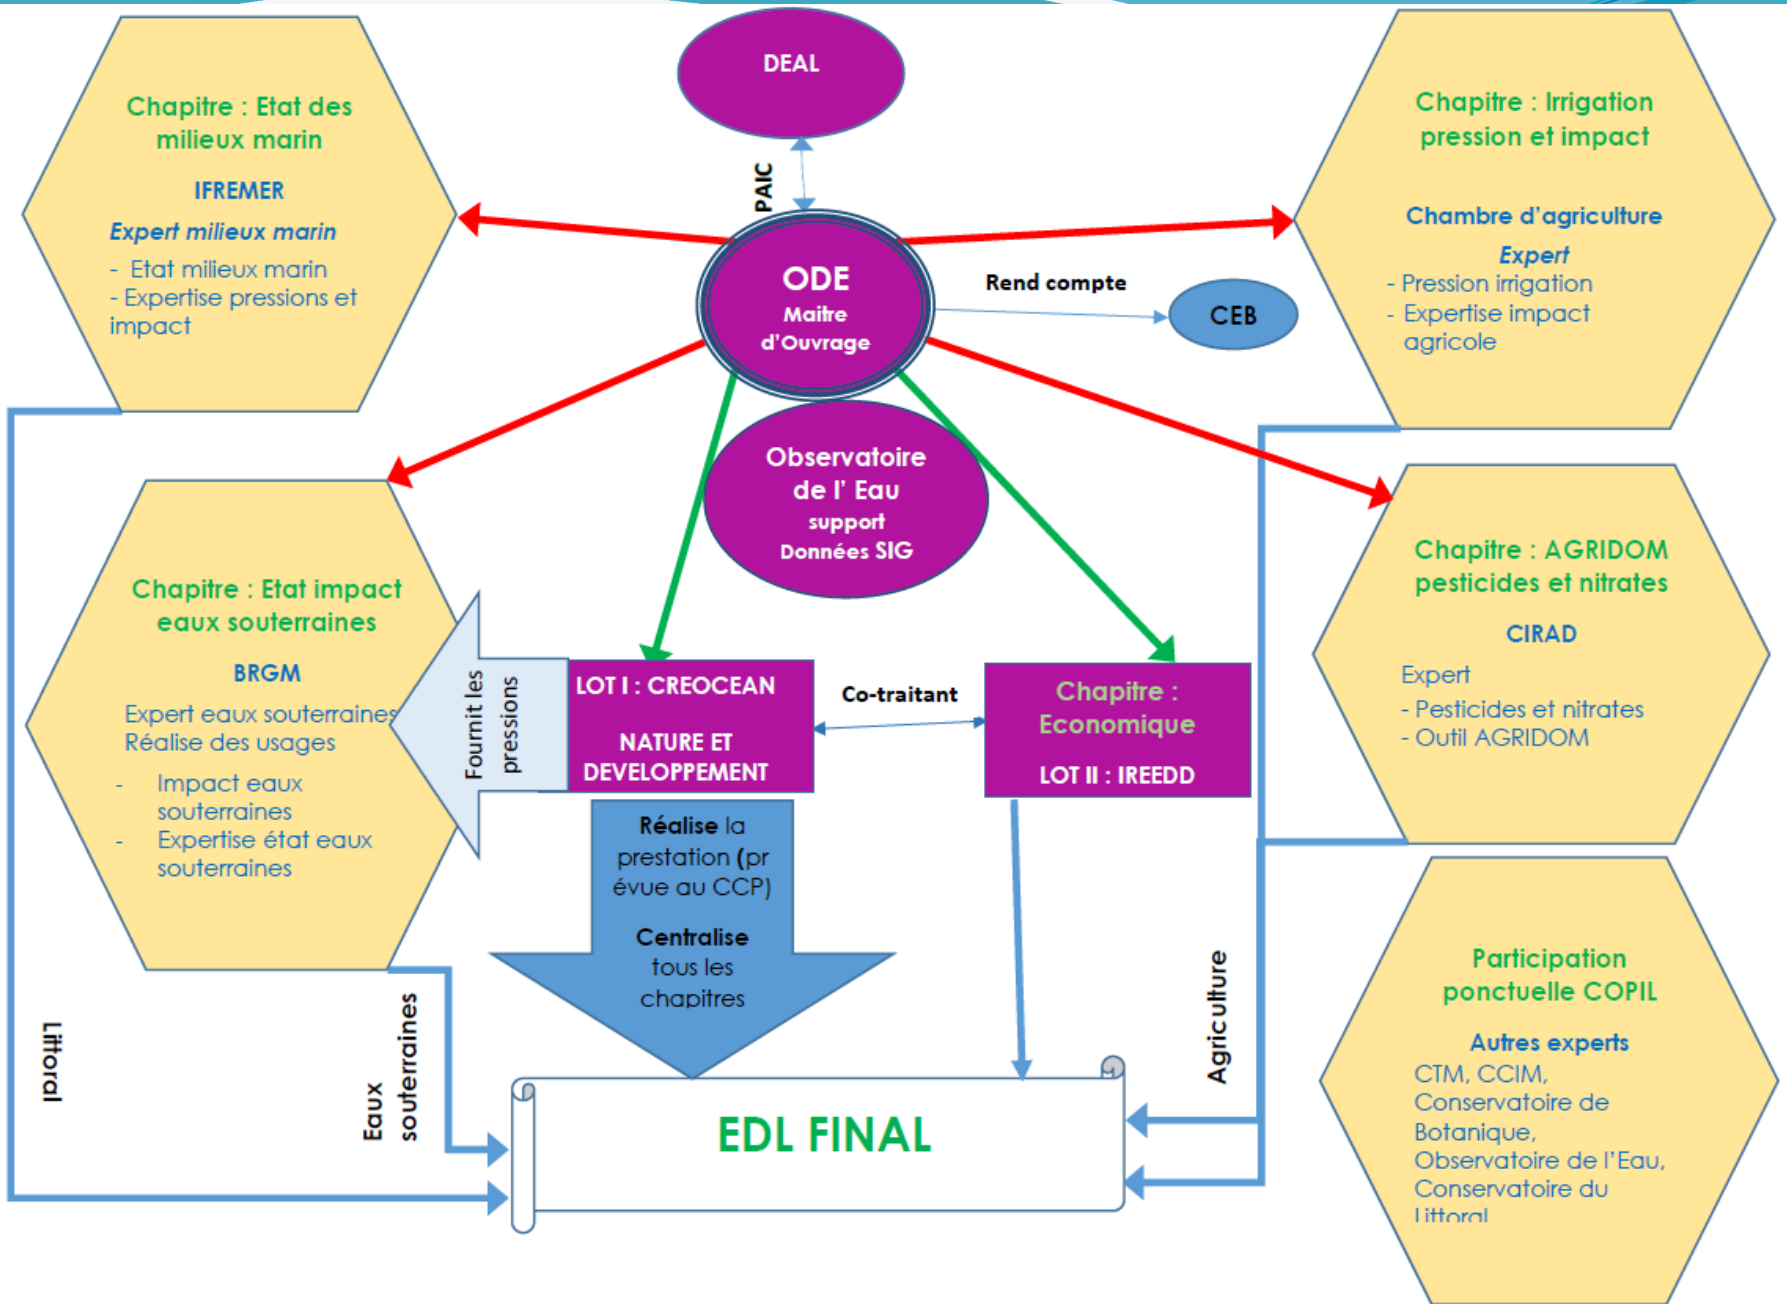 DEAL
PAIC
ODE
Maitre
d'Ouvrage
Rend compte
CEB
Observatoire
de l' Eau
support
Données SIG
Chapitre : Etat des
milieux marin
IFREMER
Expert milieux marin
- Etat milieux marin
- Expertise pressions et
impact
Chapitre : Irrigation
pression et impact
Chambre d'agriculture
Expert
- Pression irrigation
- Expertise impact
agricole
Chapitre : Etat impact
eaux souterraines
BRGM
Expert eaux souterraines
Réalise des usages
- Impact eaux
souterraines
- Expertise état eaux
souterraines
Fournit les
pressions
LOT I : CREOCEAN
NATURE ET
DEVELOPPEMENT
Co-traitant
Chapitre :
Economique
LOT II : IREEDD
Chapitre : AGRIDOM
pesticides et nitrates
CIRAD
Expert
- Pesticides et nitrates
- Outil AGRIDOM
Réalise la
prestation (pr
évue au CCP)
Centralise
tous les
chapitres
Participation
ponctuelle COPIL
Autres experts
CTM, CCIM,
Conservatoire de
Botanique,
Observatoire de l'Eau,
Conservatoire du
Littoral
Littoral
Eaux
souterraines
Agriculture
EDL FINAL